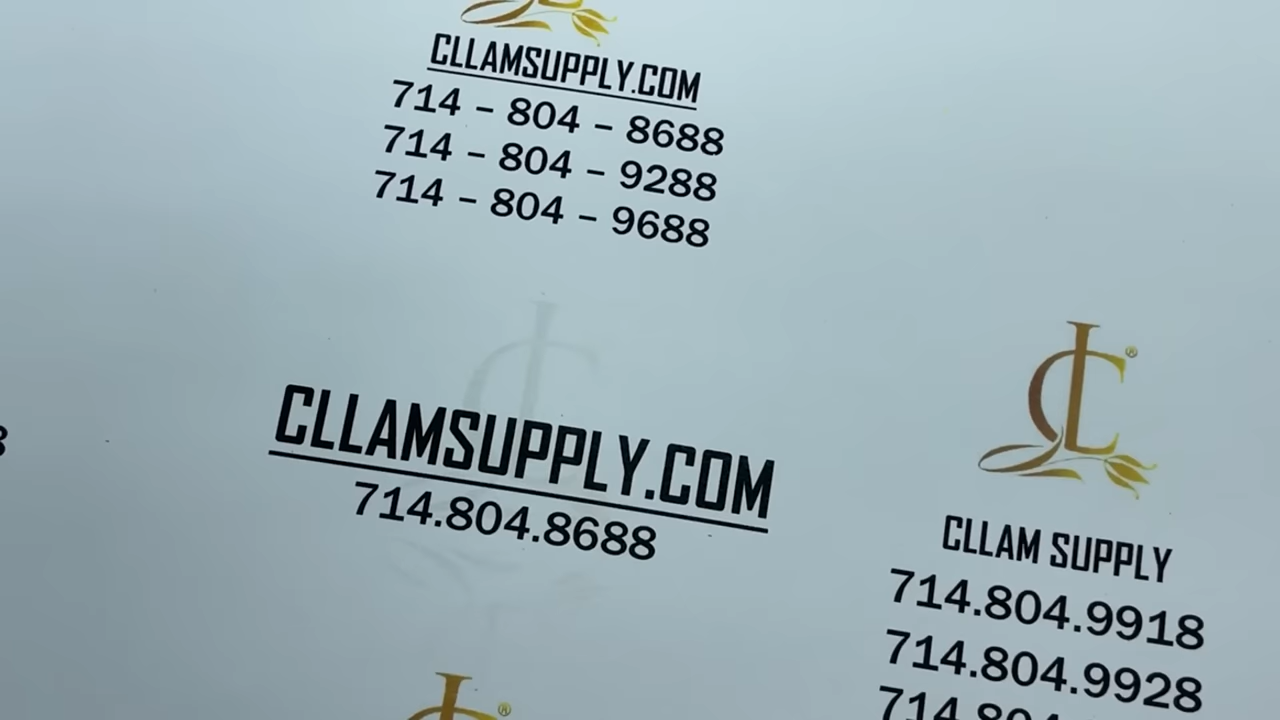 CLLAMSUPPLY.COM
714 - 804 - 8688
714 - 804 - 9288
714 - 804 - 9688
CLLAMSUPPLY.COM
714.804.8688
CLLAM SUPPLY
714.804.9918
714.804.9928